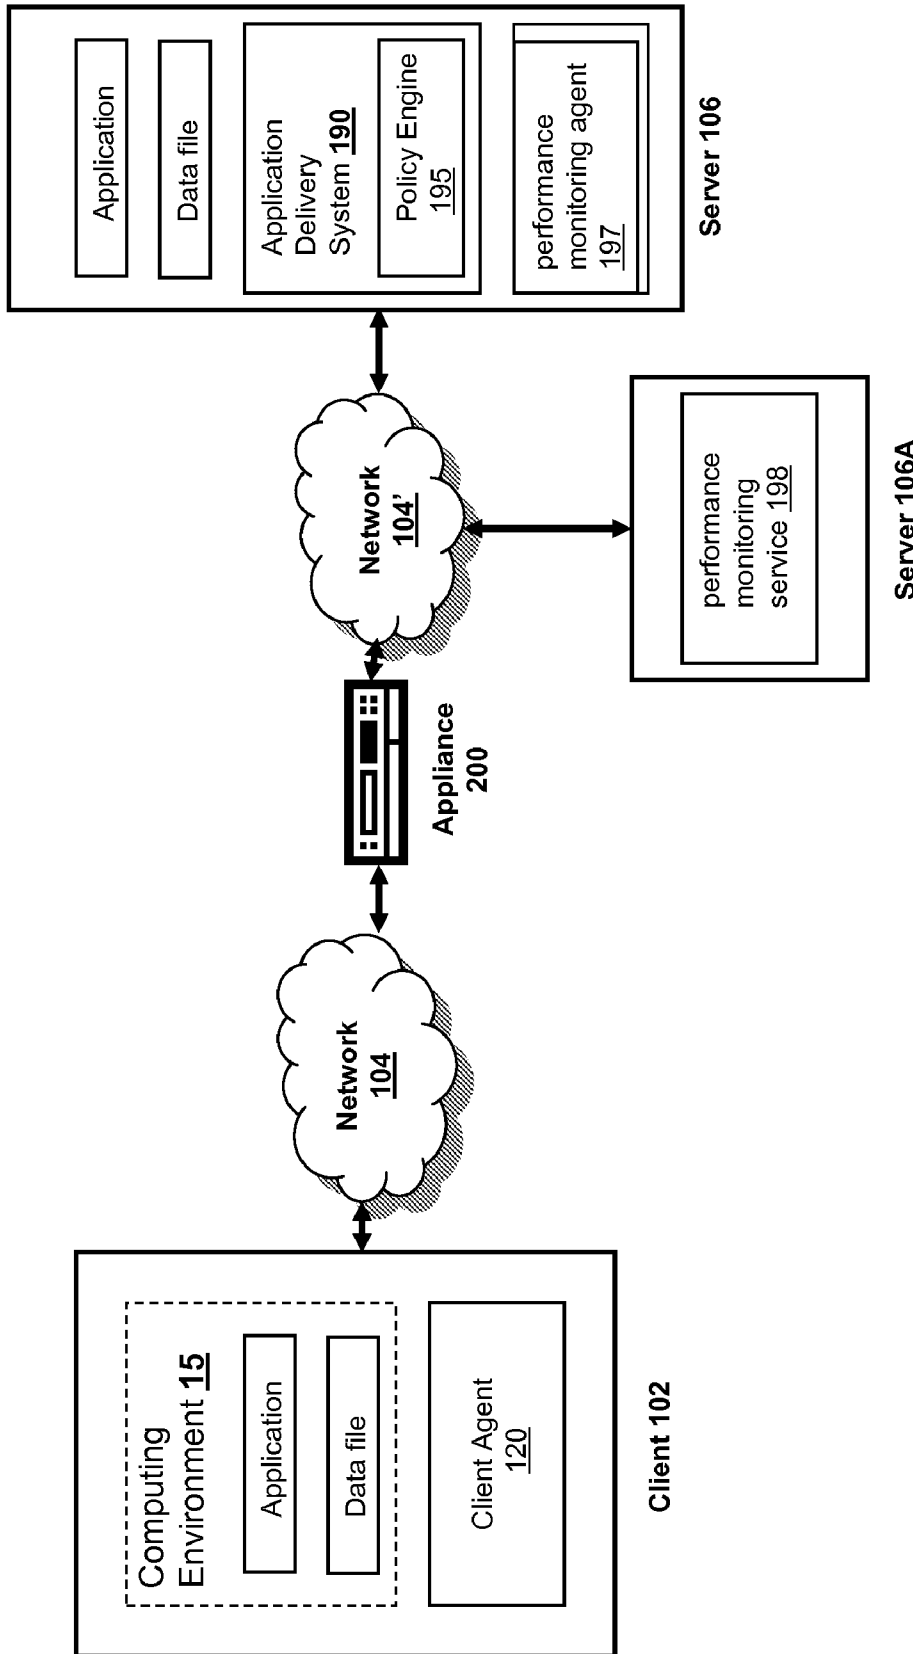 Computing
Environment 15
Application
Data file
Client Agent
120
Client 102
Network
104
Appliance
200
Network
104'
performance
monitoring
service 198
Server 106A
Application
Data file
Application
Delivery
System 190
Policy Engine
195
performance
monitoring agent
197
Server 106